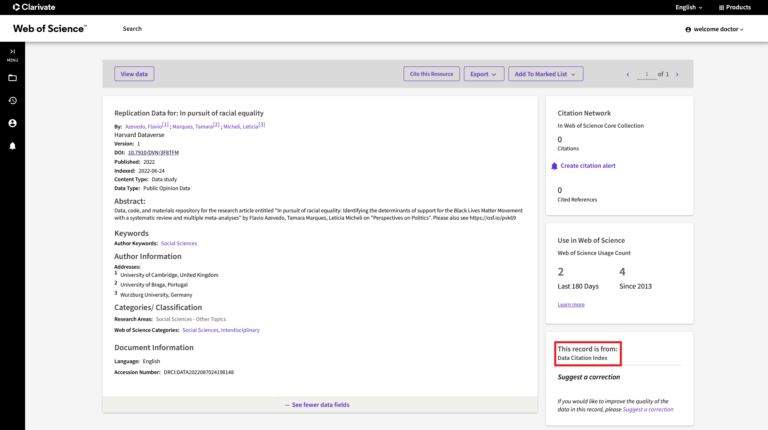 Clarivate
English
Products
Web of Science™
Search
welcome doctor
MENU
View data
Cite this Resource
Export
Add To Marked List
1 of 1
Replication Data for: In pursuit of racial equality
By: Azevedo, Flavio[1] ; Marques, Tamara[2] ; Micheli, Leticia[3]
Harvard Dataverse
Version: 1
DOI: 10.7910/DVN/3F8TFM
Published: 2022
Indexed: 2022-06-24
Content Type: Data study
Data Type: Public Opinion Data
Abstract:
Data, code, and materials repository for the research article entitled "In pursuit of racial equality: Identifying the determinants of support for the Black Lives Matter Movement
with a systematic review and multiple meta-analyses" by Flavio Azevedo, Tamara Marques, Leticia Micheli on "Perspectives on Politics". Please also see https://osf.io/pvk69
Keywords
Author Keywords: Social Sciences
Author Information
Addresses:
1 University of Cambridge, United Kingdom
2 University of Braga, Portugal
3 Wurzburg University, Germany
Categories/ Classification
Research Areas: Social Sciences - Other Topics
Web of Science Categories: Social Sciences, Interdisciplinary
Document Information
Language: English
Accession Number: DRCI:DATA2022087024198148
— See fewer data fields
Citation Network
In Web of Science Core Collection
0
Citations
Create citation alert
0
Cited References
Use in Web of Science
Web of Science Usage Count
2
4
Last 180 Days
Since 2013
Learn more
This record is from:
Data Citation Index
Suggest a correction
If you would like to improve the quality of the
data in this record, please Suggest a correction